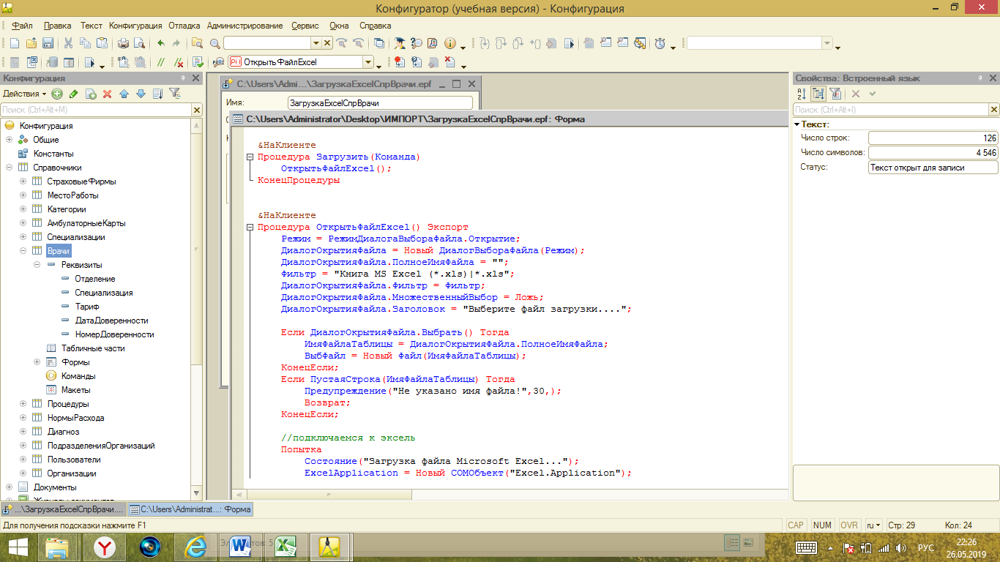 Конфигуратор (учебная версия) - Конфигурация
Файл Правка Текст Конфигурация Отладка Администрирование Сервис Окна Справка
ОткрытьФайлExcel
Конфигурация
Действия
Поиск (Ctrl+Alt+M)
Конфигурация
Общие
Константы
Справочники
СтраховыеФирмы
МестоРаботы
Категории
АмбулаторныеКарты
Специализации
Врачи
Реквизиты
Отделение
Специализация
Тариф
ДатаДоверенности
НомерДоверенности
Табличные части
Формы
Команды
Макеты
Процедуры
НормыРасхода
Диагноз
ПодразделенияОрганизаций
Пользователи
Организации
Документы
C:\Users\Admi...\ЗагрузкаExcelСпрВрачи.epf
Имя: ЗагрузкаExcelСпрВрачи
C:\Users\Administrator\Desktop\ИМПОРТ\ЗагрузкаExcelСпрВрачи.epf: Форма
&НаКлиенте
Процедура Загрузить(Команда)
ОткрытьФайлExcel();
КонецПроцедуры
&НаКлиенте
Процедура ОткрытьФайлExcel() Экспорт
Режим = РежимДиалогаВыбораФайла.Открытие;
ДиалогОкрытияФайла = Новый ДиалогВыбораФайла(Режим);
ДиалогОкрытияФайла.ПолноеИмяФайла = "";
Фильтр = "Книга MS Excel (*.xls)|*.xls";
ДиалогОкрытияФайла.Фильтр = Фильтр;
ДиалогОкрытияФайла.МножественныйВыбор = Ложь;
ДиалогОкрытияФайла.Заголовок = "Выберите файл загрузки....";
Если ДиалогОкрытияФайла.Выбрать() Тогда
ИмяФайлаТаблицы = ДиалогОкрытияФайла.ПолноеИмяФайла;
ВыбФайл = Новый Файл(ИмяФайлаТаблицы);
КонецЕсли;
Если ПустаяСтрока(ИмяФайлаТаблицы) Тогда
Предупреждение("Не указано имя файла!",30,);
Возврат;
КонецЕсли;
//подключаемся к эксель
Попытка
Состояние("Загрузка файла Microsoft Excel...");
ExcelApplication = Новый COMОбъект("Excel.Application");
Свойства: Встроенный язык
Поиск (Ctrl+Alt+I)
Текст:
Число строк: 126
Число символов: 4 546
Статус: Текст открыт для записи
...\ЗагрузкаExcelСпрВрачи.... C:\Users\Administrat...: Форма
Для получения подсказки нажмите F1
CAP NUM OVR ru Стр: 29 Кол: 24
РУС
22:26
26.05.2019